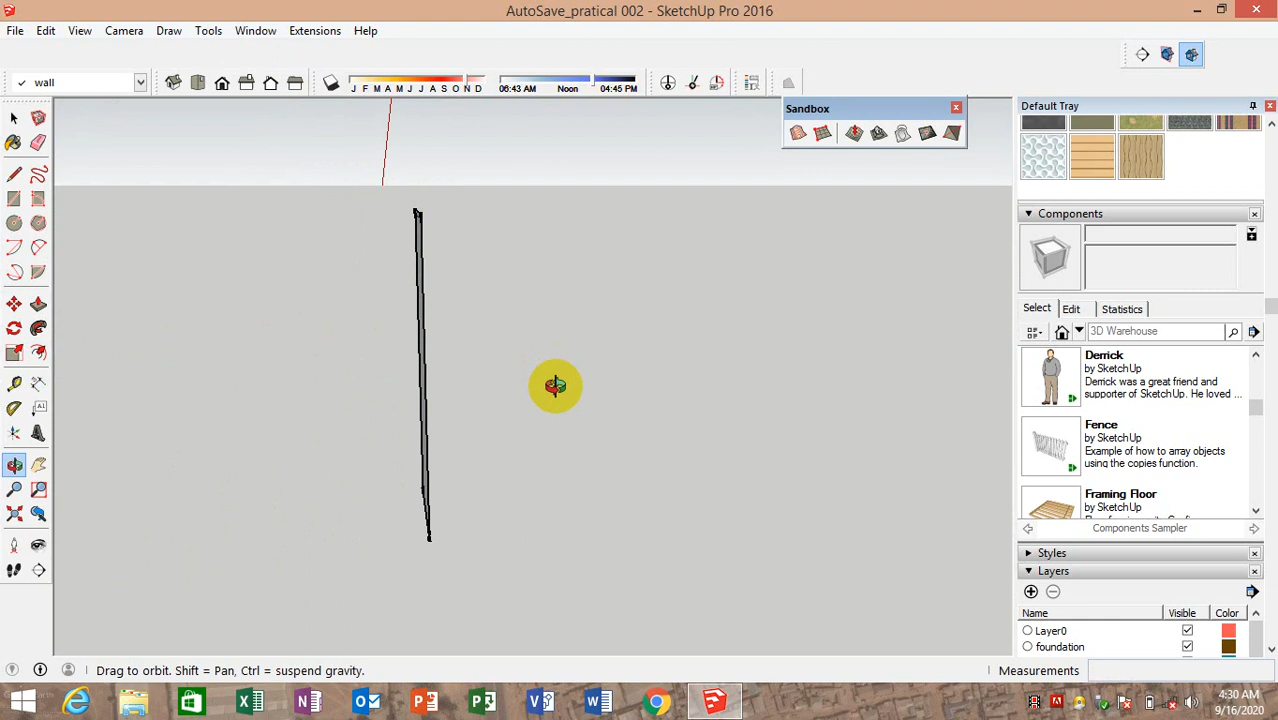 AutoSave_pratical 002 - SketchUp Pro 2016
File Edit View Camera Draw Tools Window Extensions Help
wall
J F M A M J J A S O N D
06:43 AM Noon 04:45 PM
Sandbox
Default Tray
Components
Select Edit Statistics
3D Warehouse
Derrick
by SketchUp
Derrick was a great friend and
supporter of SketchUp. He loved ...
Fence
by SketchUp
Example of how to array objects
using the copies function.
Framing Floor
by SketchUp
Components Sampler
Styles
Layers
Name Visible Color
Layer0
foundation
Drag to orbit. Shift = Pan, Ctrl = suspend gravity.
Measurements
4:30 AM
9/16/2020